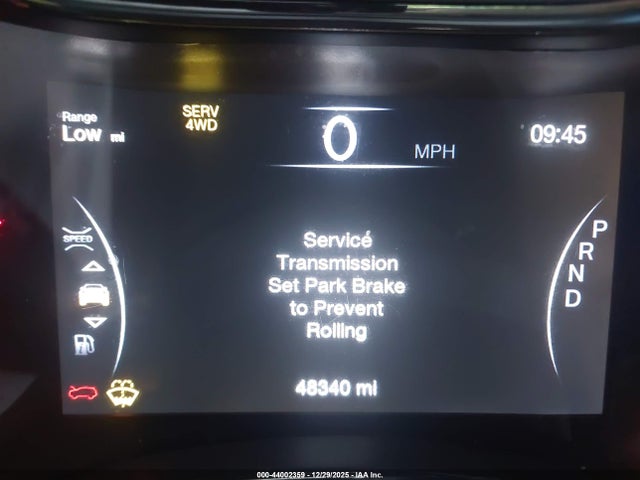 Range
Low mi
SERV
4WD
0
MPH
09:45
SPEED
Service
Transmission
Set Park Brake
to Prevent
Rolling
P
R
N
D
48340 mi
000-44002359 - 12/29/2025 - IAA Inc.